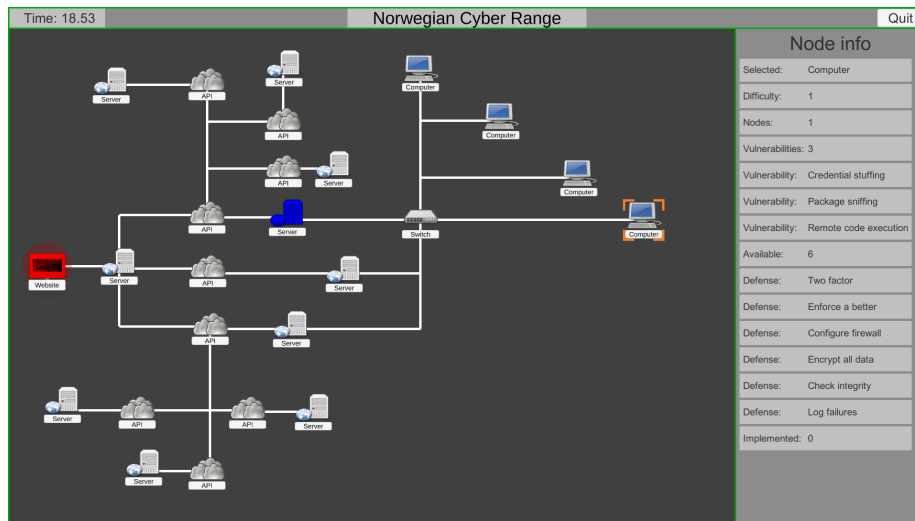 Time: 18.53
Norwegian Cyber Range
Quit
Node info
Selected: Computer
Difficulty: 1
Nodes: 1
Vulnerabilities: 3
Vulnerability: Credential stuffing
Vulnerability: Package sniffing
Vulnerability: Remote code execution
Available: 6
Defense: Two factor
Defense: Enforce a better
Defense: Configure firewall
Defense: Encrypt all data
Defense: Check integrity
Defense: Log failures
Implemented: 0
Server
API
Server
Computer
API
Computer
API
Server
Computer
API
Server
Switch
Computer
Website
Server
API
Server
API
Server
Server
API
API
Server
Server
API